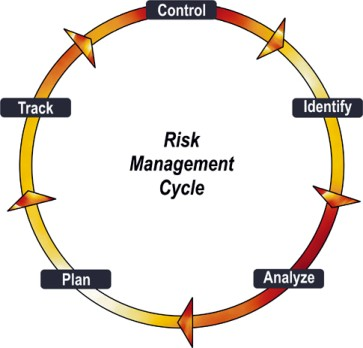 Control
Identify
Analyze
Plan
Track
Risk
Management
Cycle